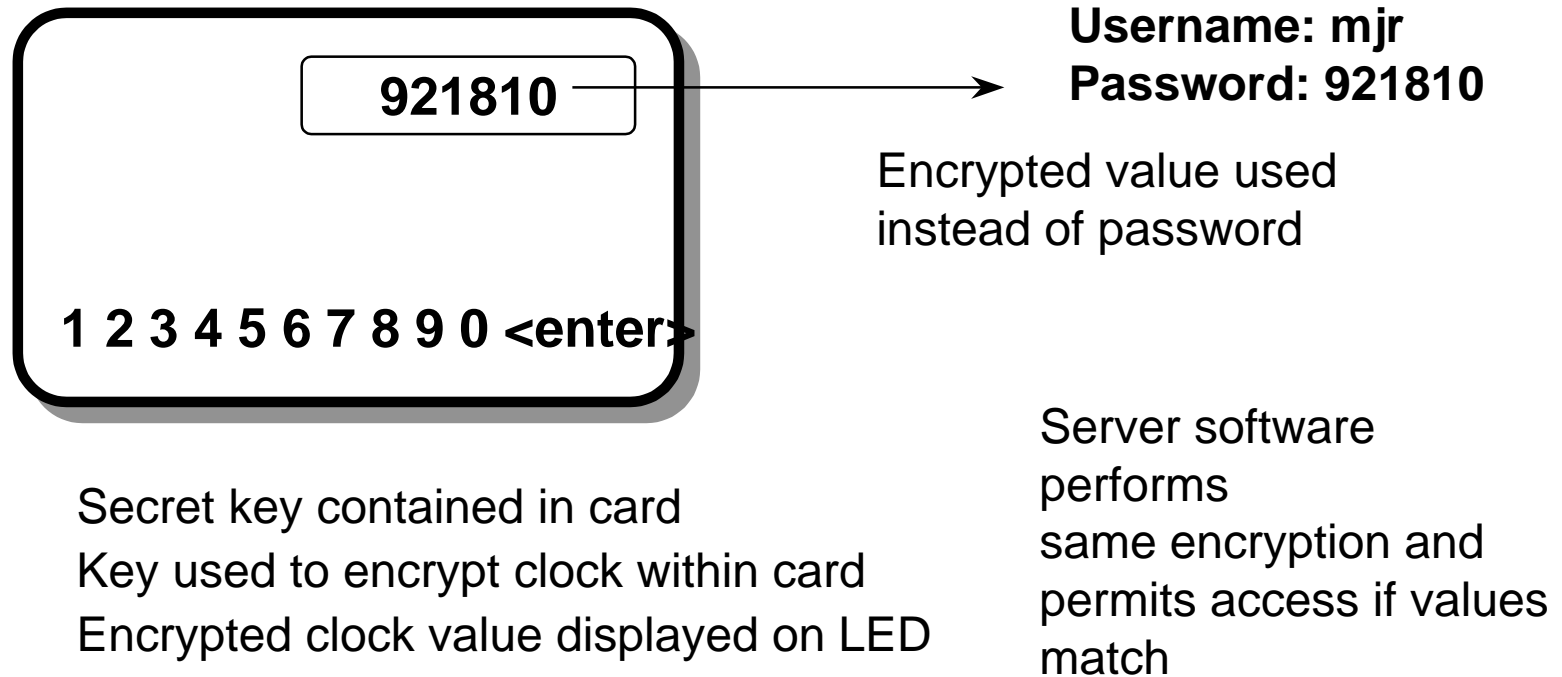 921810
1 2 3 4 5 6 7 8 9 0 <enter>
Username: mjr
Password: 921810
Encrypted value used
instead of password
Secret key contained in card
Key used to encrypt clock within card
Encrypted clock value displayed on LED
Server software
performs
same encryption and
permits access if values
match